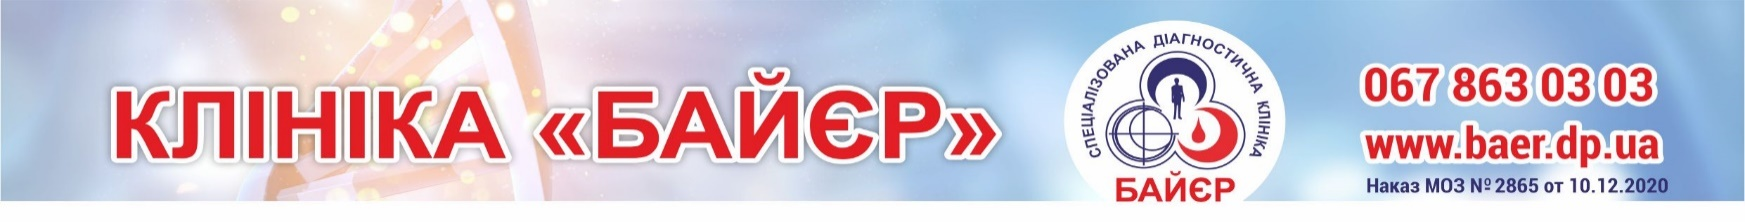 КЛІНІКА «БАЙЄР»
СПЕЦІАЛІЗОВАНА ДІАГНОСТИЧНА КЛІНІКА
БАЙЄР
067 863 03 03
www.baer.dp.ua
Наказ МОЗ № 2865 от 10.12.2020